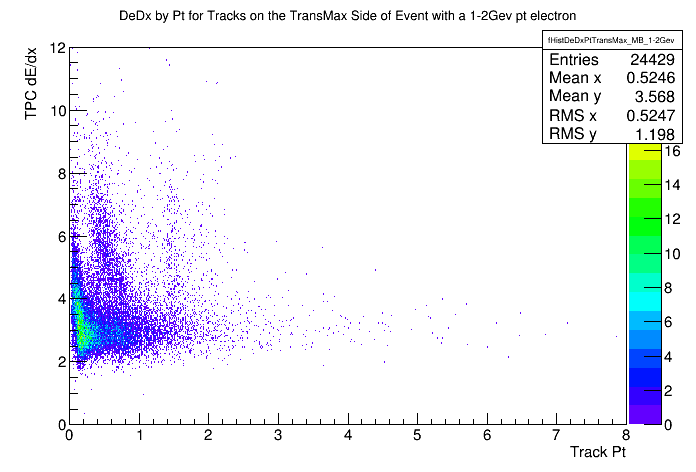 DeDx by Pt for Tracks on the TransMax Side of Event with a 1-2Gev pt electron
fHistDeDxPtTransMax_MB_1-2Gev
Entries 24429
Mean x 0.5246
Mean y 3.568
RMS x 0.5247
RMS y 1.198
TPC dE/dx
12
10
8
6
4
2
0
16
14
12
10
8
6
4
2
0
0 1 2 3 4 5 6 7 8
Track Pt